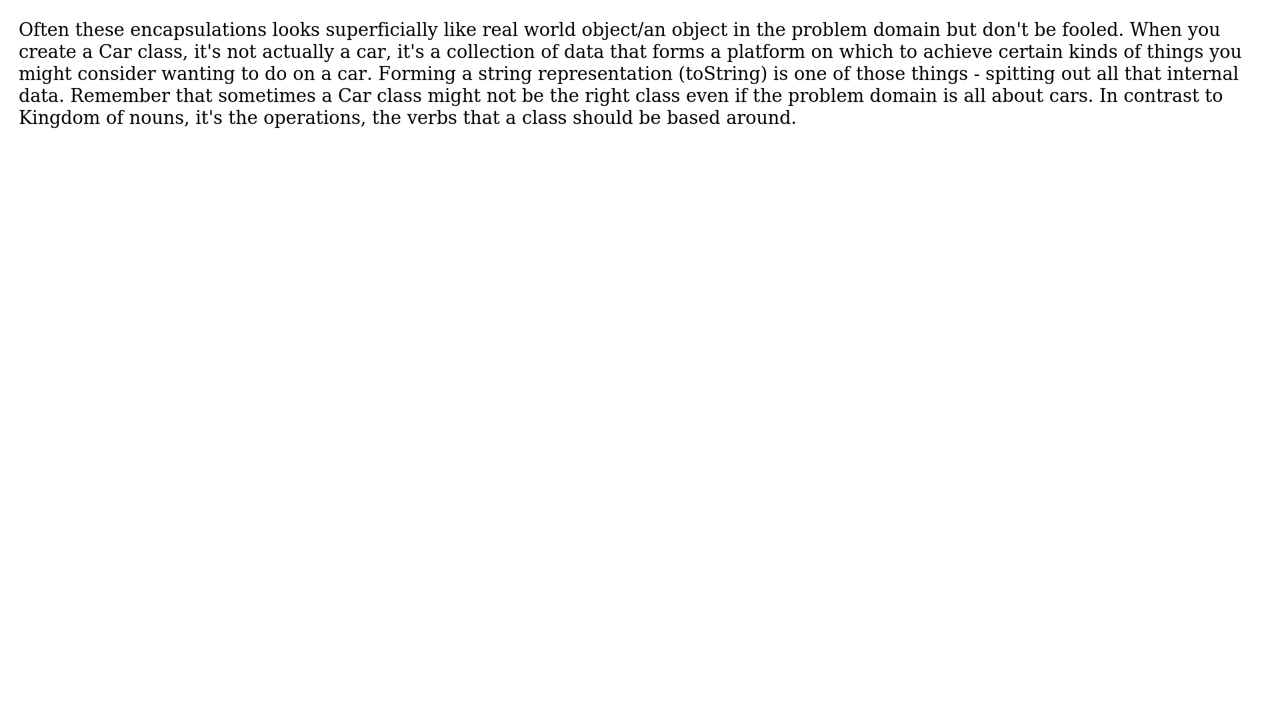 Often these encapsulations looks superficially like real world object/an object in the problem domain but don't be fooled. When you
create a Car class, it's not actually a car, it's a collection of data that forms a platform on which to achieve certain kinds of things you
might consider wanting to do on a car. Forming a string representation (toString) is one of those things - spitting out all that internal
data. Remember that sometimes a Car class might not be the right class even if the problem domain is all about cars. In contrast to
Kingdom of nouns, it's the operations, the verbs that a class should be based around.